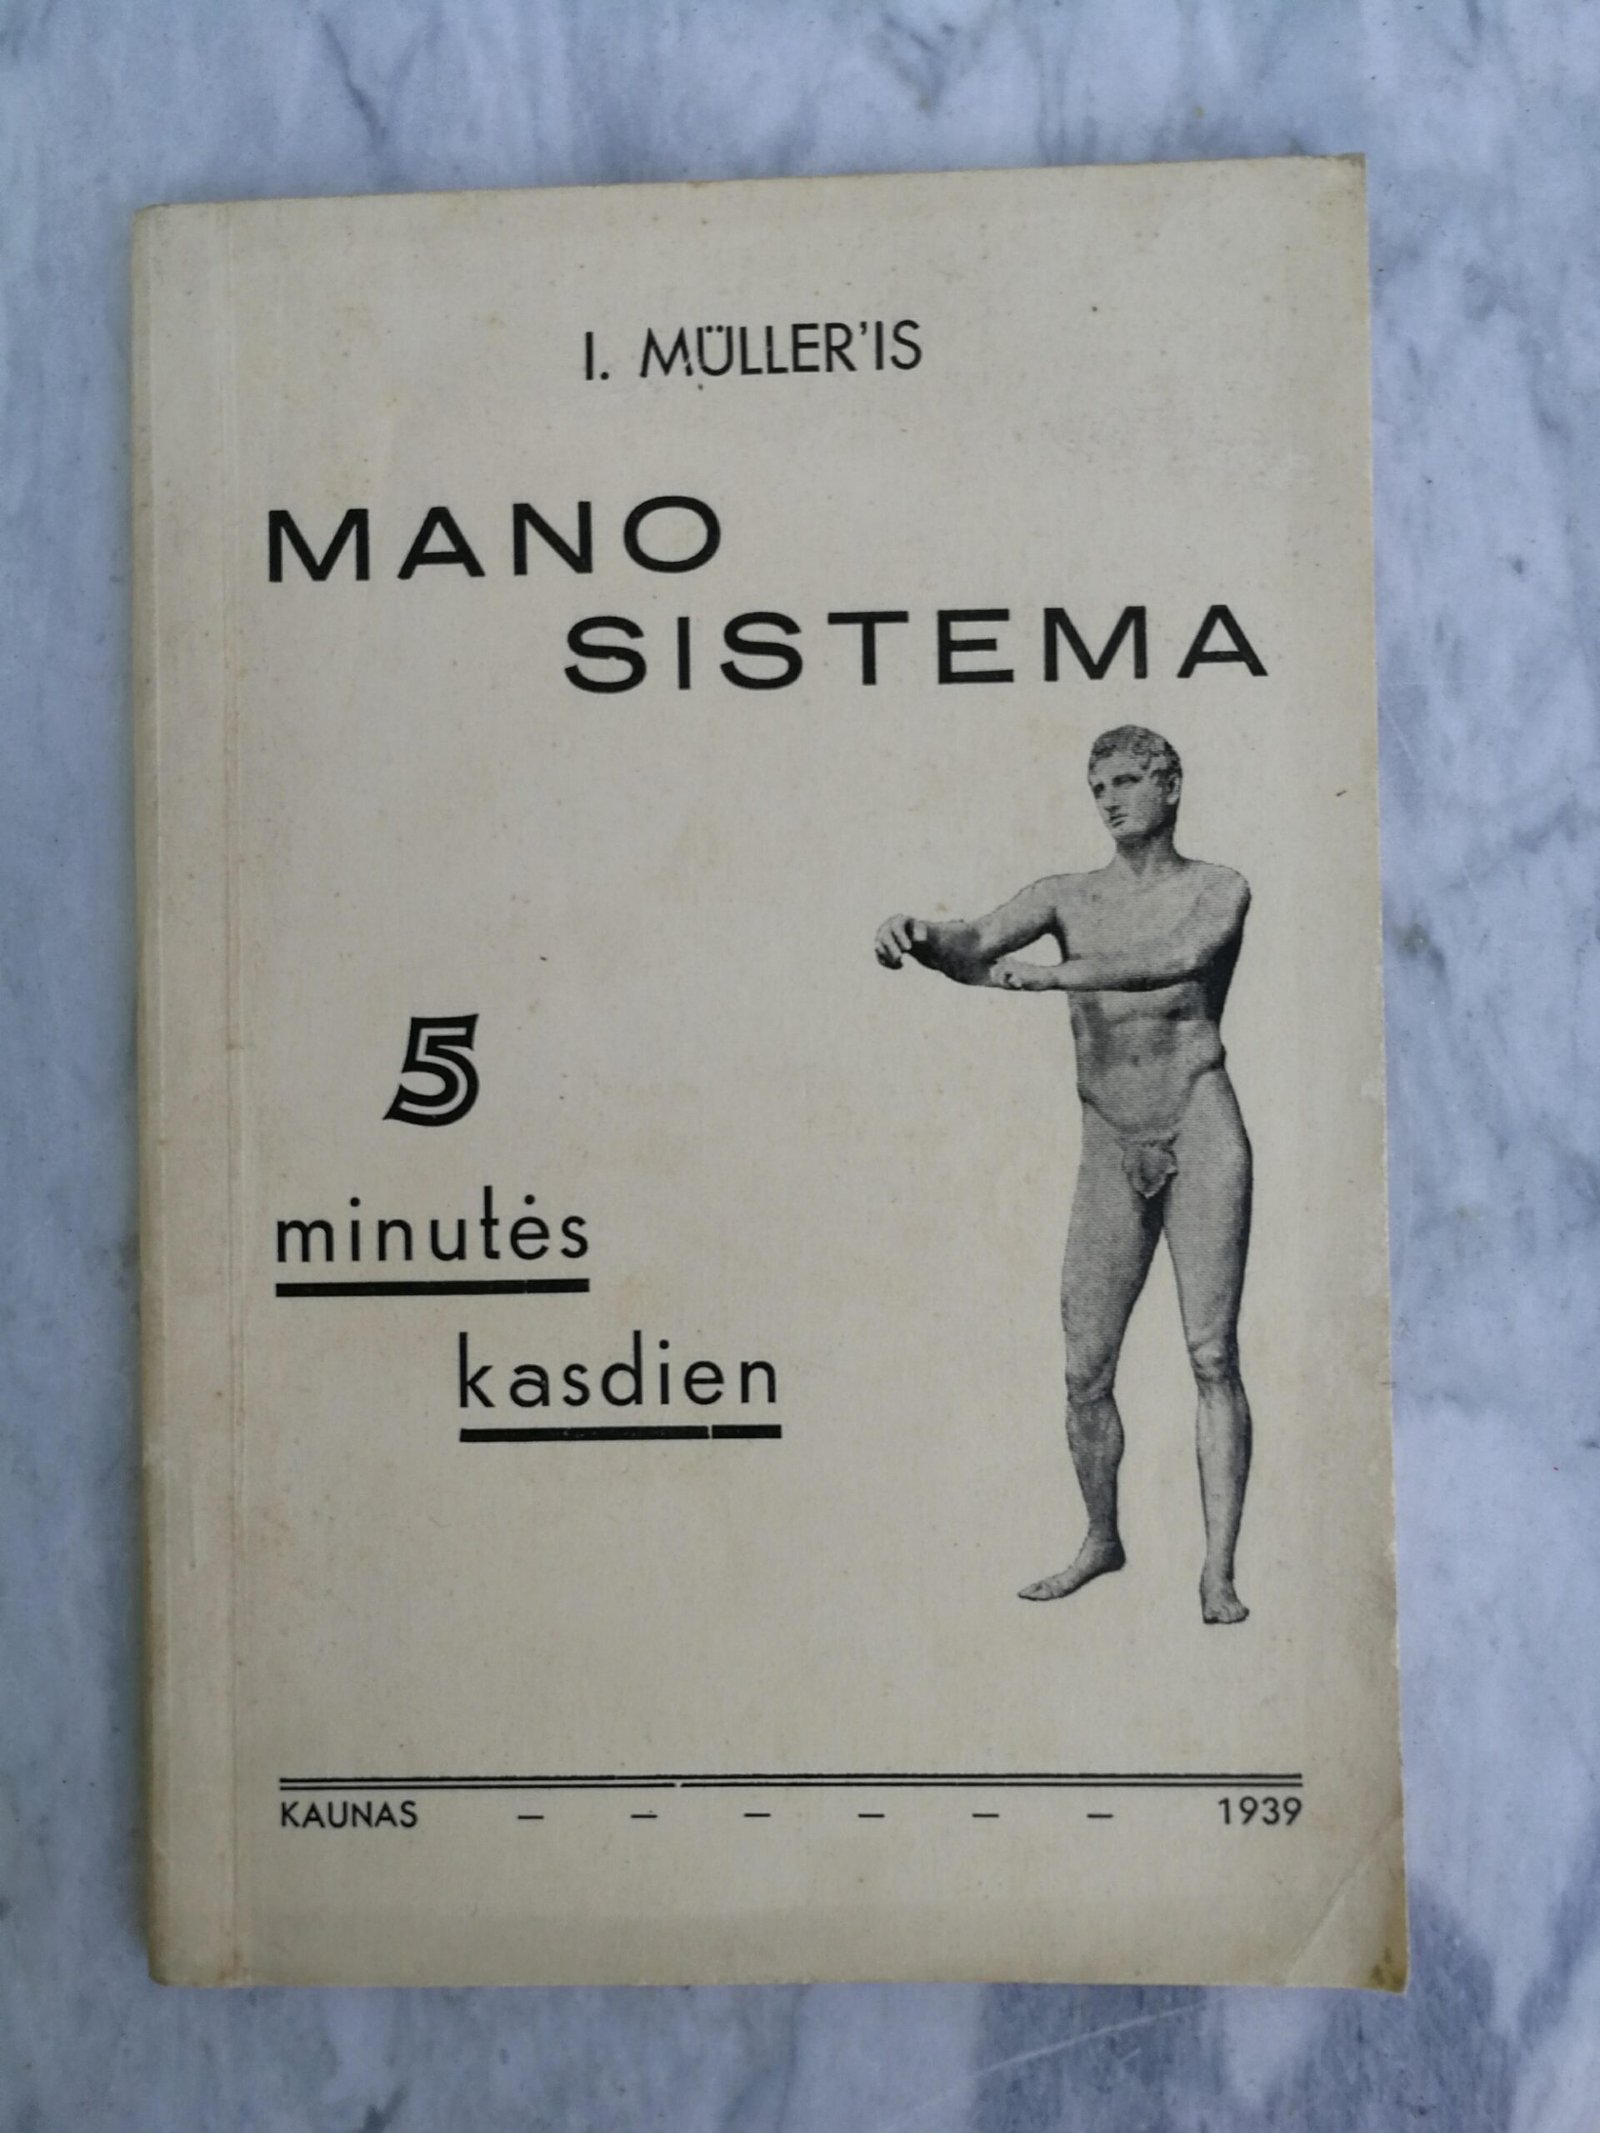 I. MÜLLER'IS
MANO
SISTEMA
5
minutės
kasdien
KAUNAS — — — — — — 1939